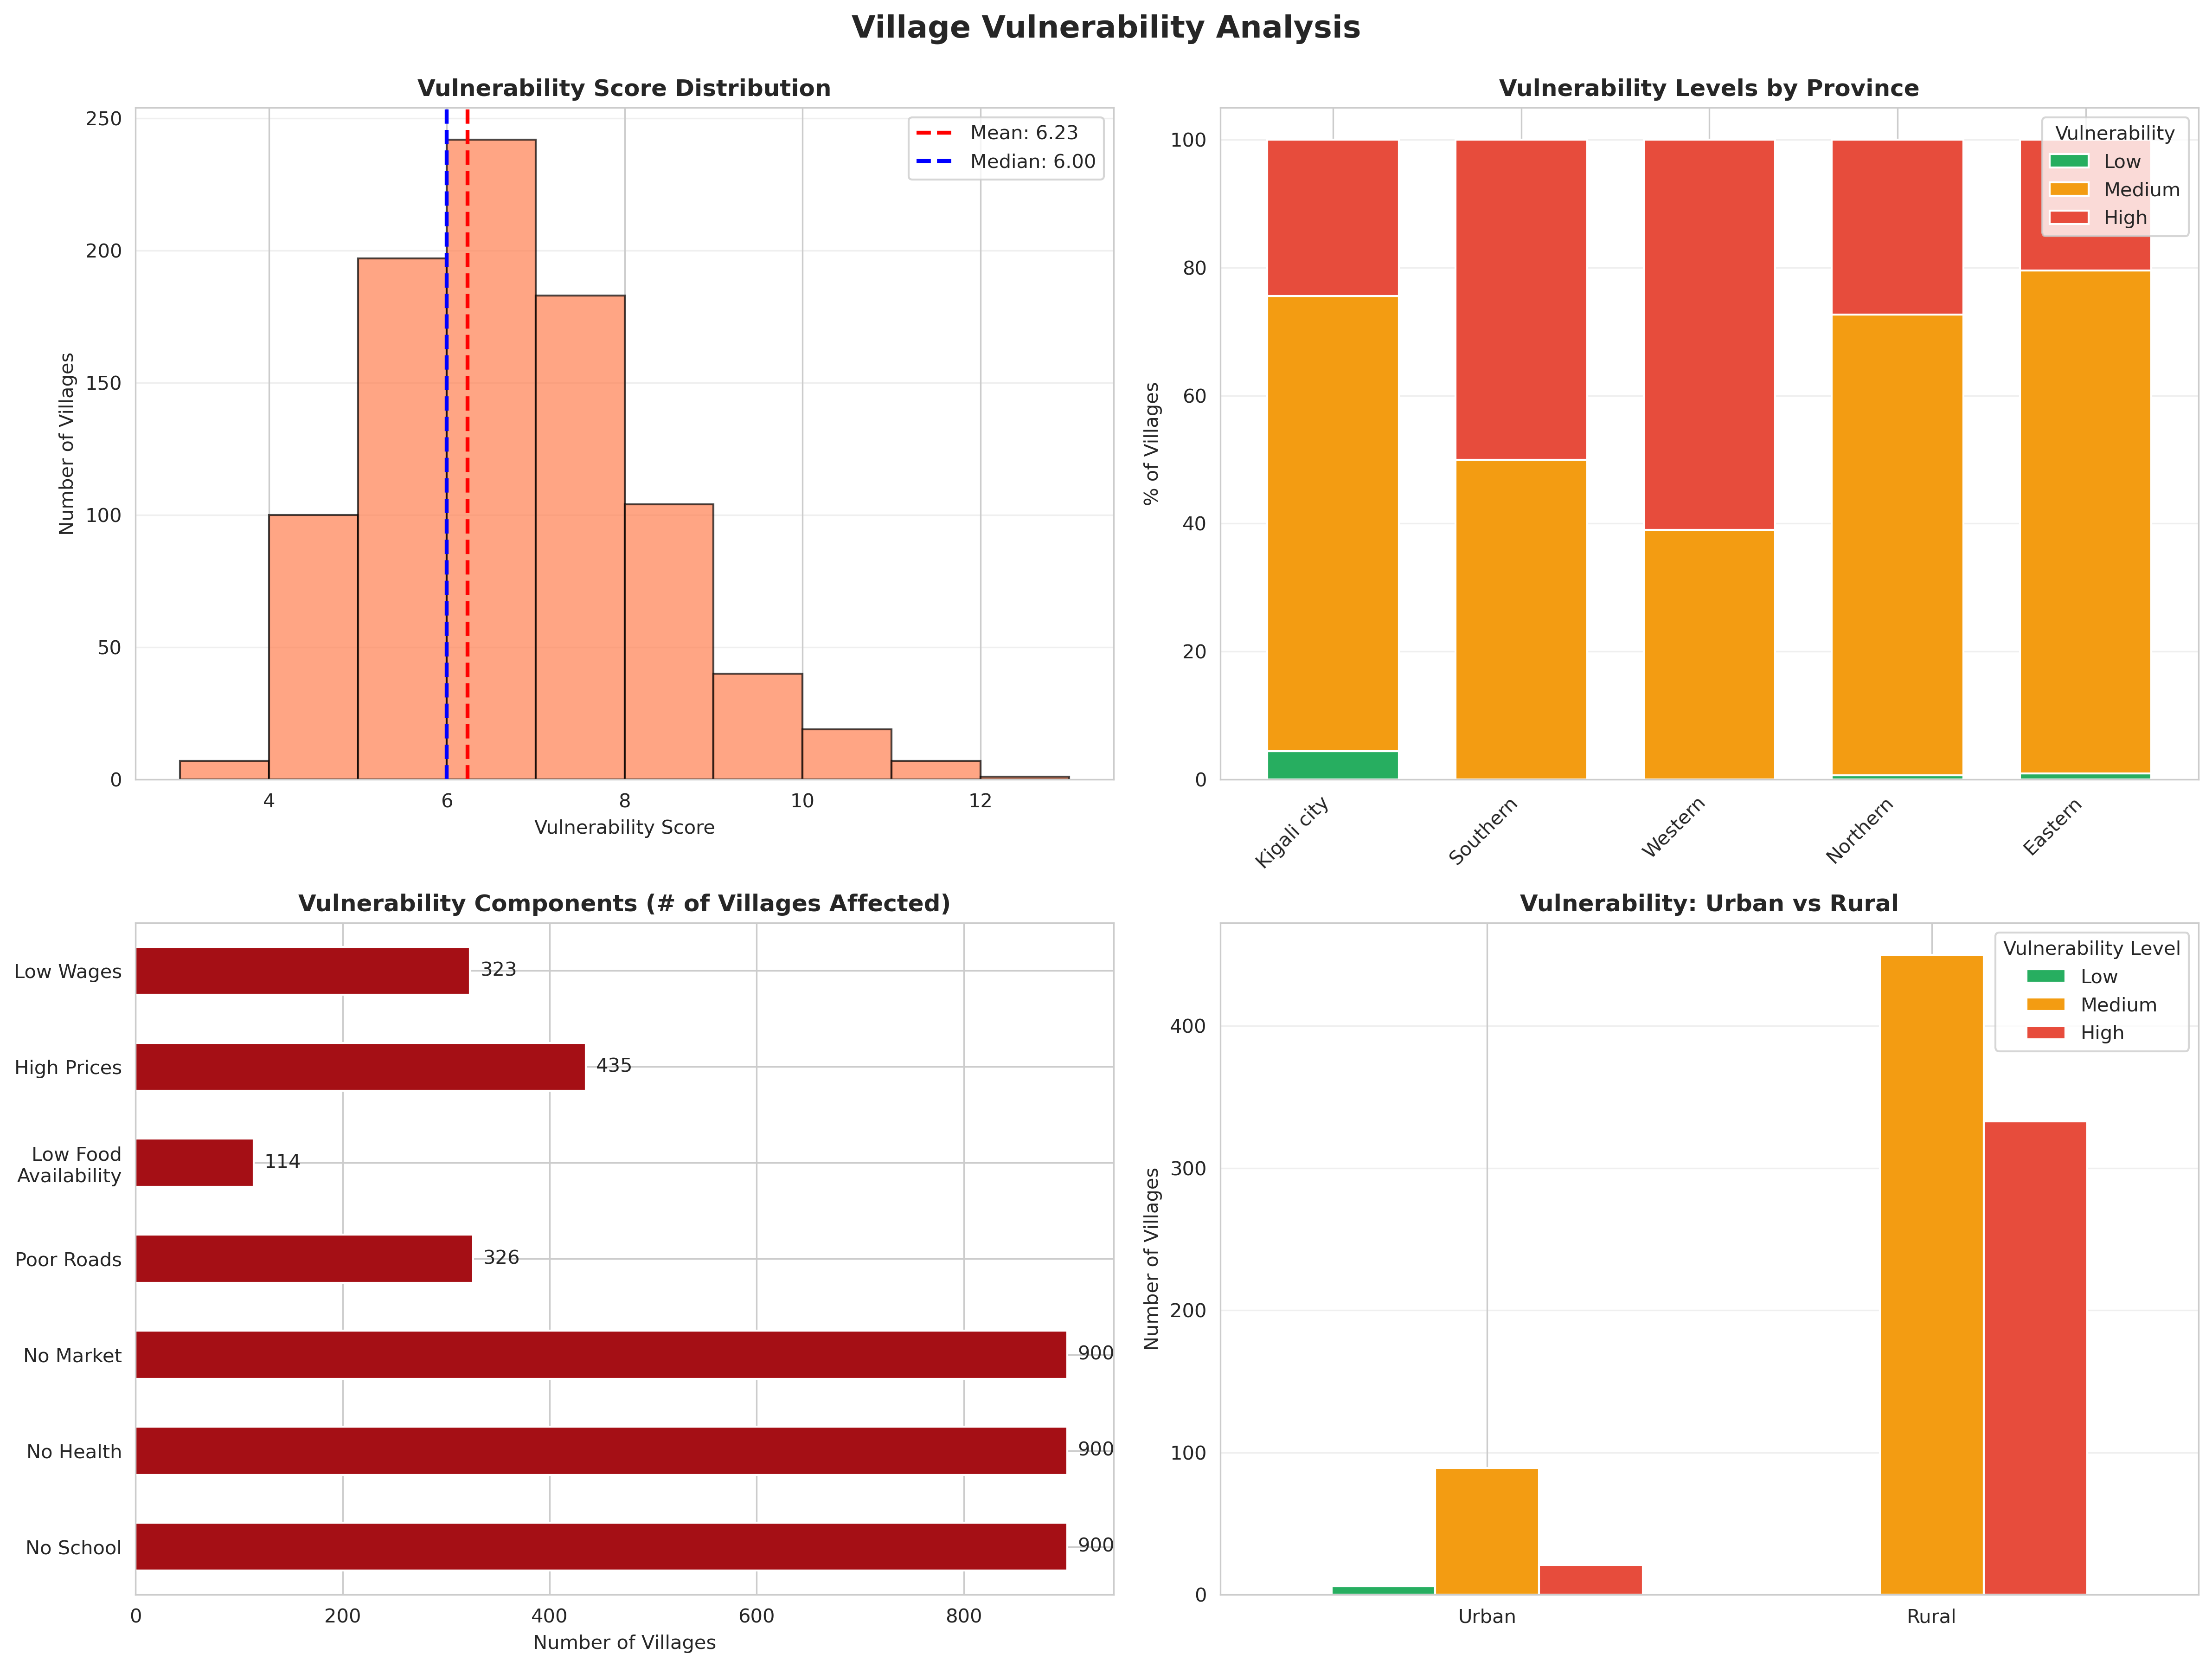 Village Vulnerability Analysis
Vulnerability Score Distribution
250
200
150
100
50
0
Number of Villages
Mean: 6.23
Median: 6.00
4
6
8
10
12
Vulnerability Score
Vulnerability Levels by Province
100
80
60
40
20
0
% of Villages
Vulnerability
Low
Medium
High
Kigali city
Southern
Western
Northern
Eastern
Vulnerability Components (# of Villages Affected)
Low Wages
323
High Prices
435
Low Food
Availability
114
Poor Roads
326
No Market
900
No Health
900
No School
900
0
200
400
600
800
Number of Villages
Vulnerability: Urban vs Rural
400
300
200
100
0
Number of Villages
Vulnerability Level
Low
Medium
High
Urban
Rural